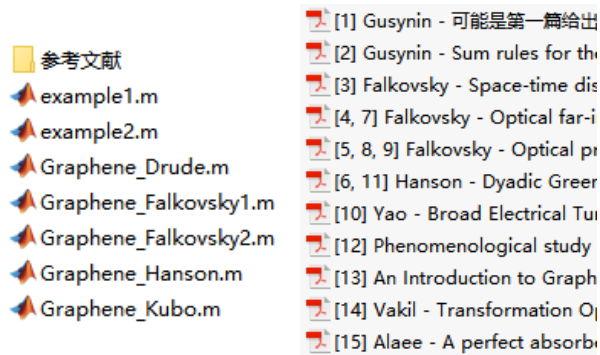 参考文献
example1.m
example2.m
Graphene_Drude.m
Graphene_Falkovsky1.m
Graphene_Falkovsky2.m
Graphene_Hanson.m
Graphene_Kubo.m
[1] Gusynin - 可能是第一篇给出
[2] Gusynin - Sum rules for the
[3] Falkovsky - Space-time dis
[4, 7] Falkovsky - Optical far-i
[5, 8, 9] Falkovsky - Optical pr
[6, 11] Hanson - Dyadic Green
[10] Yao - Broad Electrical Tun
[12] Phenomenological study
[13] An Introduction to Graph
[14] Vakil - Transformation Op
[15] Alaee - A perfect absorbe